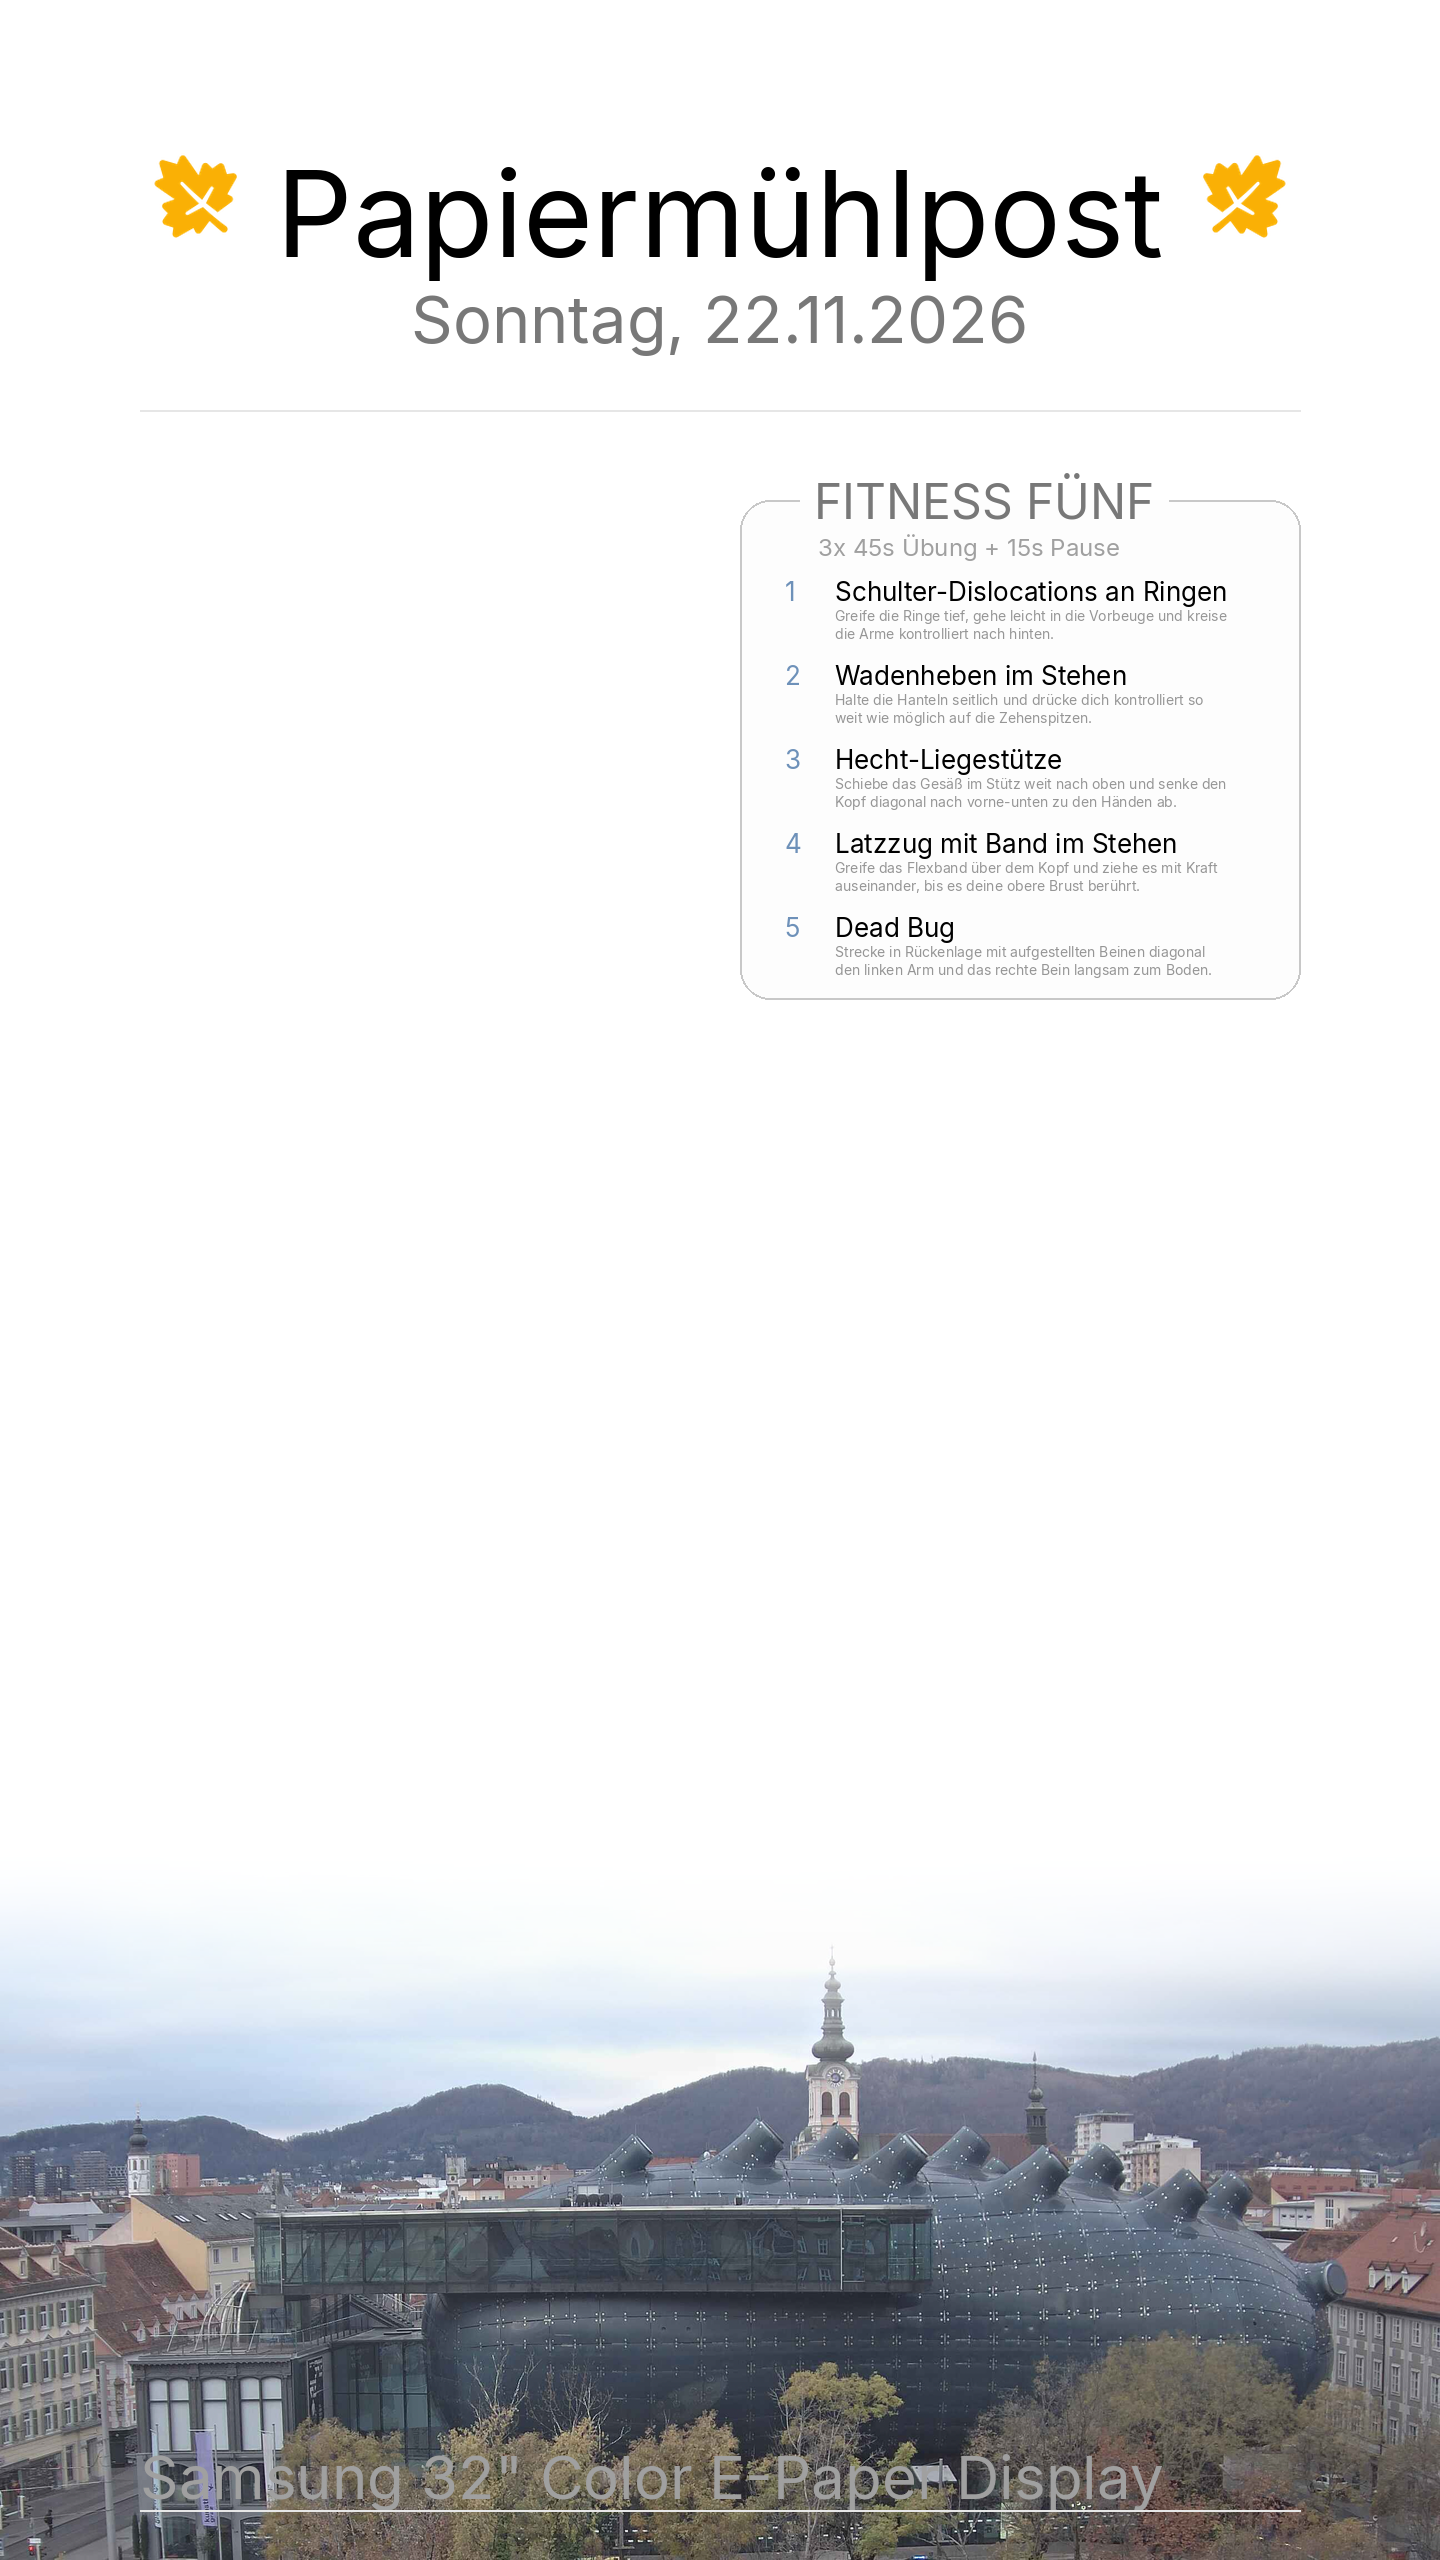 Papiermühlpost
Sonntag, 22.11.2026
FITNESS FÜNF
3x 45s Übung + 15s Pause
1 Schulter-Dislocations an Ringen
Greife die Ringe tief, gehe leicht in die Vorbeuge und kreise
die Arme kontrolliert nach hinten.
2 Wadenheben im Stehen
Halte die Hanteln seitlich und drücke dich kontrolliert so
weit wie möglich auf die Zehenspitzen.
3 Hecht-Liegestütze
Schiebe das Gesäß im Stütz weit nach oben und senke den
Kopf diagonal nach vorne-unten zu den Händen ab.
4 Latzzug mit Band im Stehen
Greife das Flexband über dem Kopf und ziehe es mit Kraft
auseinander, bis es deine obere Brust berührt.
5 Dead Bug
Strecke in Rückenlage mit aufgestellten Beinen diagonal
den linken Arm und das rechte Bein langsam zum Boden.
Samsung 32" Color E-Paper Display